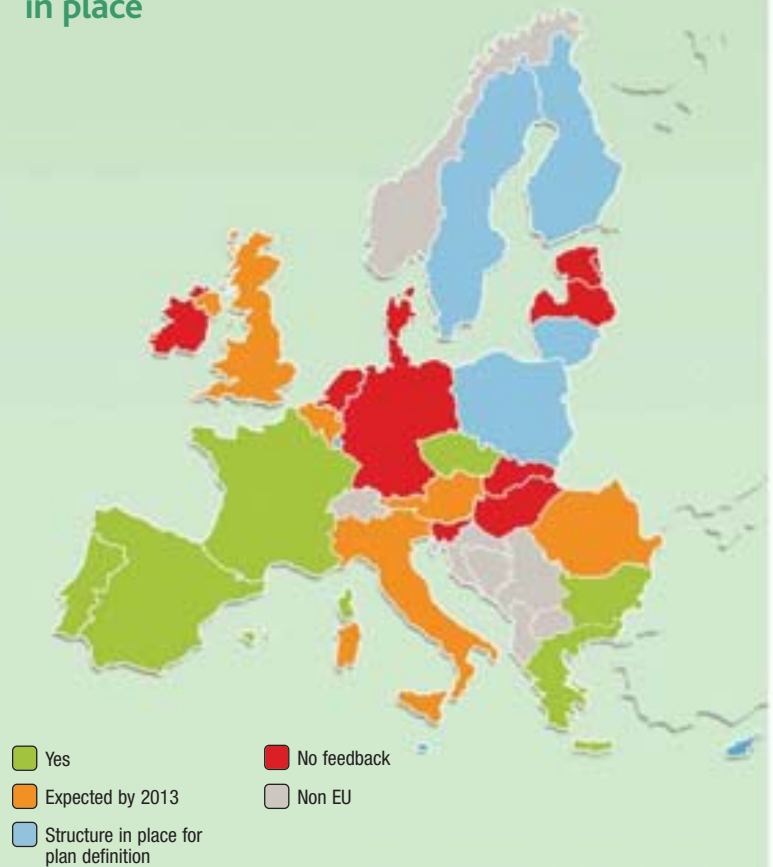 in place
Yes
Expected by 2013
Structure in place for
plan definition
No feedback
Non EU